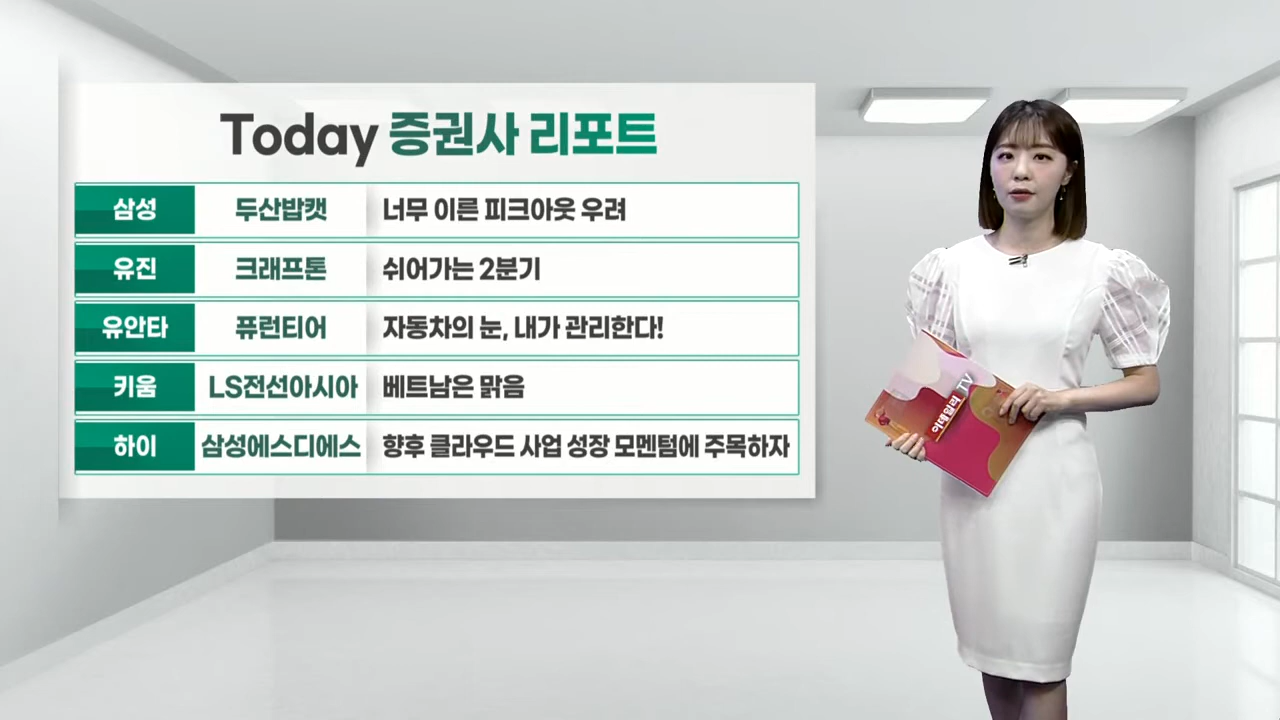 Today 증권사 리포트
삼성 두산밥캣 너무 이른 피크아웃 우려
유진 크래프톤 쉬어가는 2분기
유안타 퓨런티어 자동차의 눈, 내가 관리한다!
키움 LS전선아시아 베트남은 맑음
하이 삼성에스디에스 향후 클라우드 사업 성장 모멘텀에 주목하자
이데일리 TV